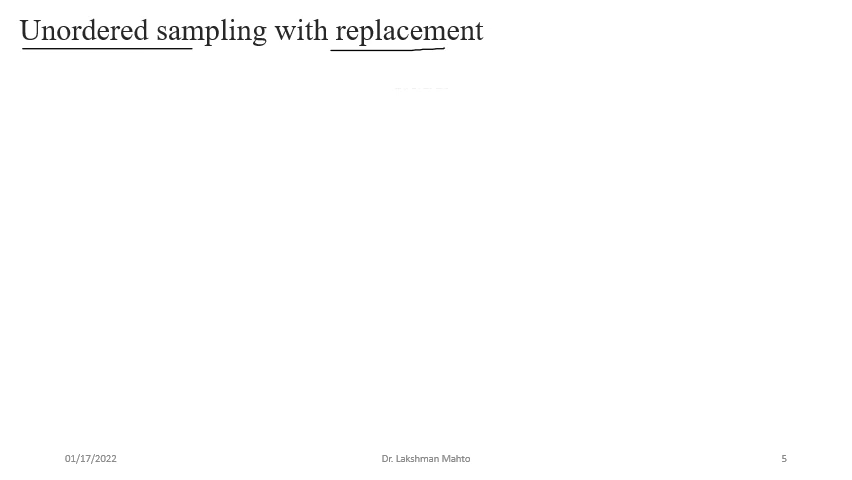 Unordered sampling with replacement
01/17/2022 Dr. Lakshman Mahto 5